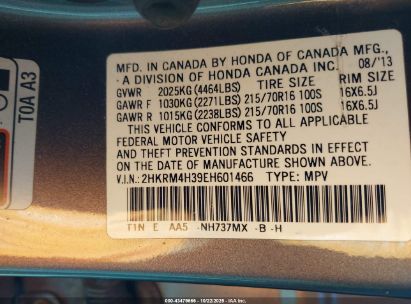 MFD. IN CANADA BY HONDA OF CANADA MFG.,
- A DIVISION OF HONDA CANADA INC. 08/13
GVWR 2025KG (4464LBS) TIRE SIZE RIM SIZE
GAWR F 1030KG (2271LBS) 215/70R16 100S 16X6.5J
GAWR R 1015KG (2238LBS) 215/70R16 100S 16X6.5J
THIS VEHICLE CONFORMS TO ALL APPLICABLE
FEDERAL MOTOR VEHICLE SAFETY
AND THEFT PREVENTION STANDARDS IN EFFECT
ON THE DATE OF MANUFACTURE SHOWN ABOVE.
V.I.N.: 2HKRM4H39EH601466 TYPE: MPV
T1N E AA5 -NH737MX -B -H
TOA A3